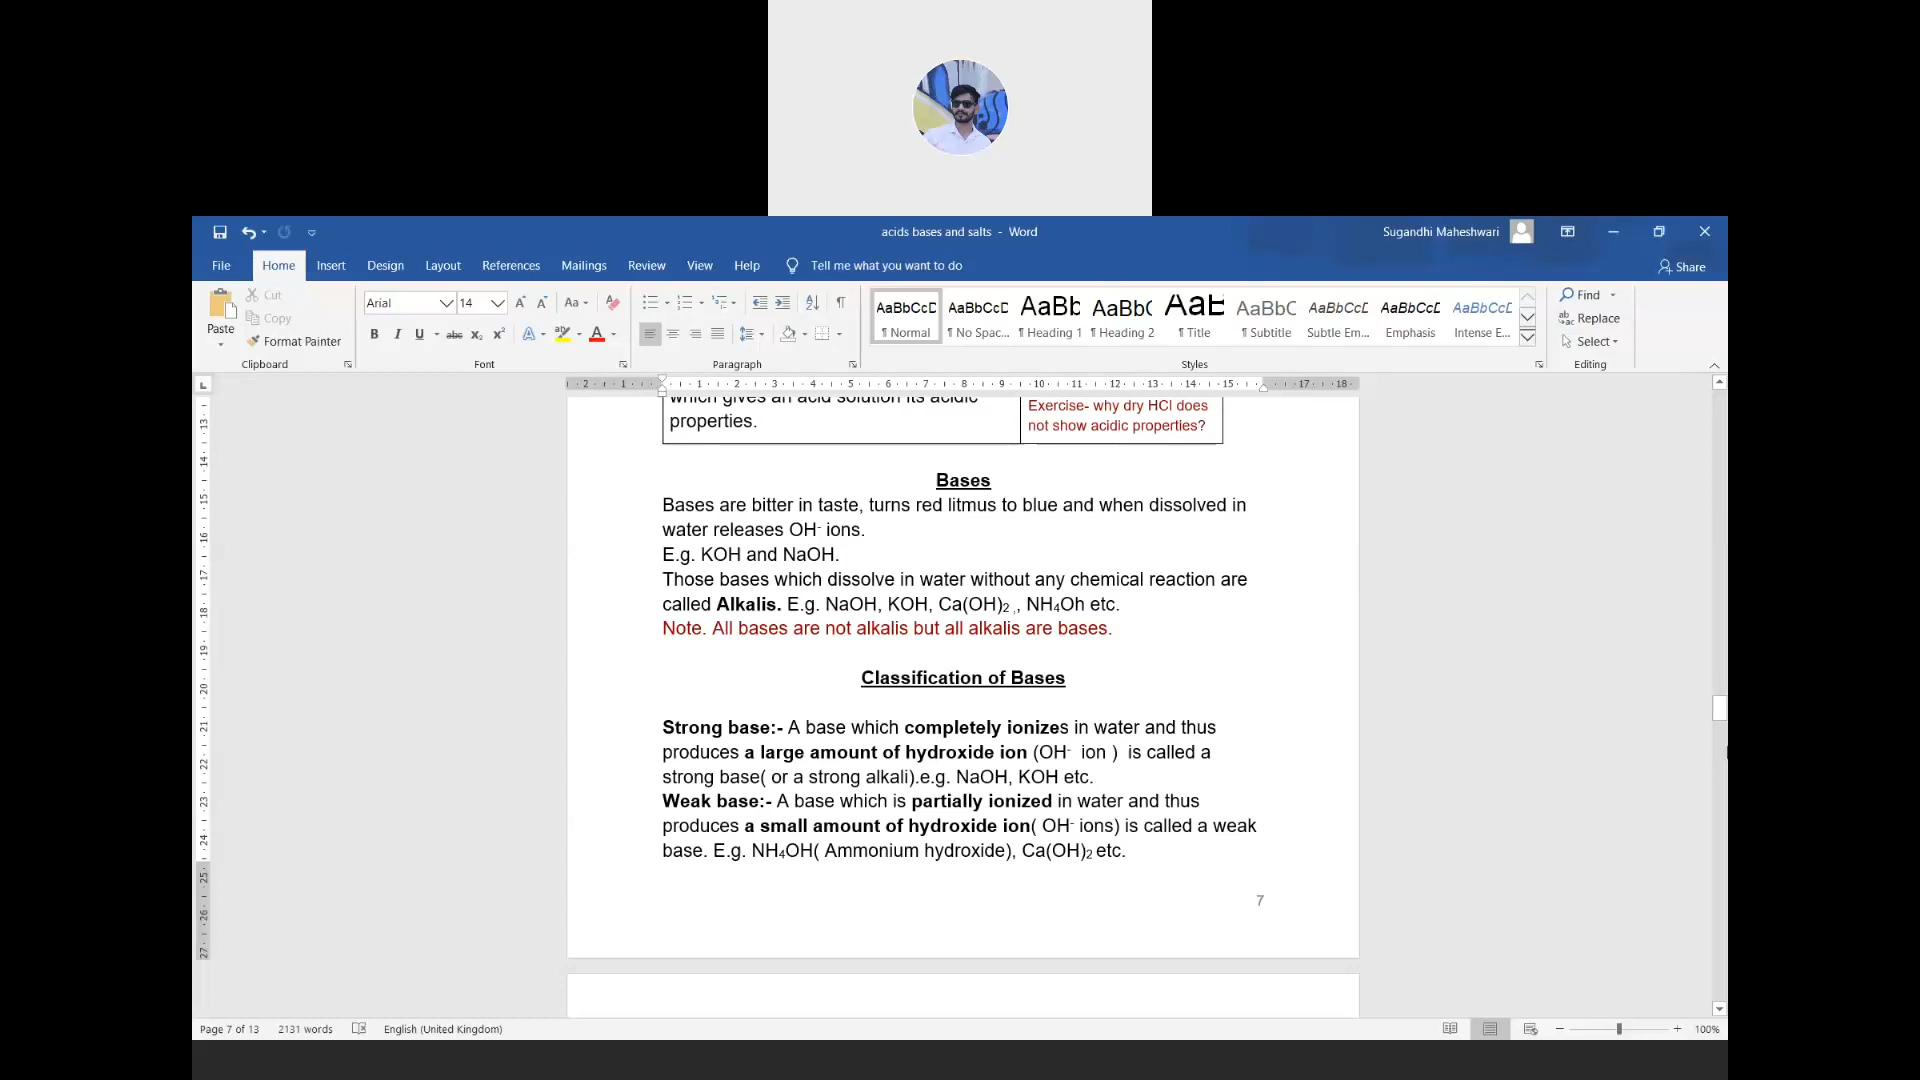 acids bases and salts - Word
Sugandhi Maheshwari
File Home Insert Design Layout References Mailings Review View Help Tell me what you want to do
Share
Paste
Cut
Copy
Format Painter
Clipboard
Arial 14
Font
Paragraph
AaBbCcD AaBbCcD AaBb AaBbC AaB AaBbC AaBbCcD AaBbCcD AaBbCcD
¶ Normal ¶ No Spac... ¶ Heading 1 ¶ Heading 2 ¶ Title ¶ Subtitle Subtle Em... Emphasis Intense E...
Styles
Find
Replace
Select
Editing
which gives an acid solution its acidic
properties.
Exercise- why dry HCl does
not show acidic properties?
Bases
Bases are bitter in taste, turns red litmus to blue and when dissolved in
water releases OH⁻ ions.
E.g. KOH and NaOH.
Those bases which dissolve in water without any chemical reaction are
called Alkalis. E.g. NaOH, KOH, Ca(OH)₂ ,, NH₄Oh etc.
Note. All bases are not alkalis but all alkalis are bases.
Classification of Bases
Strong base:- A base which completely ionizes in water and thus
produces a large amount of hydroxide ion (OH⁻ ion ) is called a
strong base( or a strong alkali).e.g. NaOH, KOH etc.
Weak base:- A base which is partially ionized in water and thus
produces a small amount of hydroxide ion( OH⁻ ions) is called a weak
base. E.g. NH₄OH( Ammonium hydroxide), Ca(OH)₂ etc.
7
Page 7 of 13 2131 words English (United Kingdom) 100%